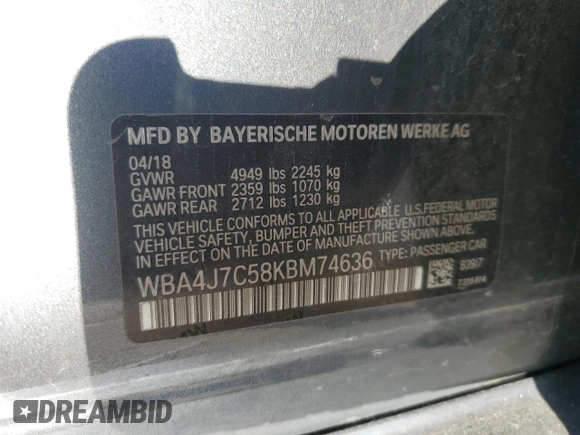 MFD BY BAYERISCHE MOTOREN WERKE AG
04/18
GVWR 4949 lbs 2245 kg
GAWR FRONT 2359 lbs 1070 kg
GAWR REAR 2712 lbs 1230 kg
THIS VEHICLE CONFORMS TO ALL APPLICABLE U.S.FEDERAL MOTOR
VEHICLE SAFETY, BUMPER, AND THEFT PREVENTION STANDARDS IN
EFFECT ON THE DATE OF MANUFACTURE SHOWN ABOVE.
WBA4J7C58KBM74636 TYPE: PASSENGER CAR
B39/7
DREAMBID